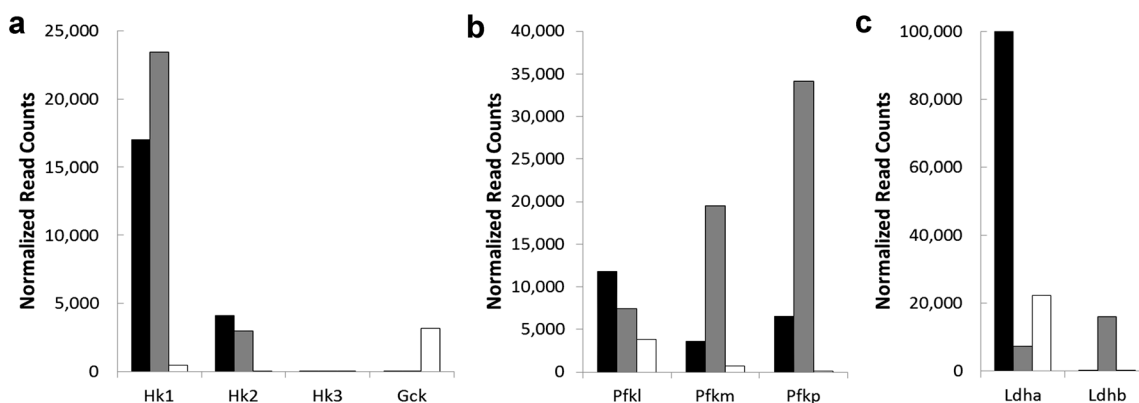 a
Normalized Read Counts
25,000
20,000
15,000
10,000
5,000
0
Hk1 Hk2 Hk3 Gck
b
Normalized Read Counts
40,000
35,000
30,000
25,000
20,000
15,000
10,000
5,000
0
Pfkl Pfkm Pfkp
c
Normalized Read Counts
100,000
80,000
60,000
40,000
20,000
0
Ldha Ldhb